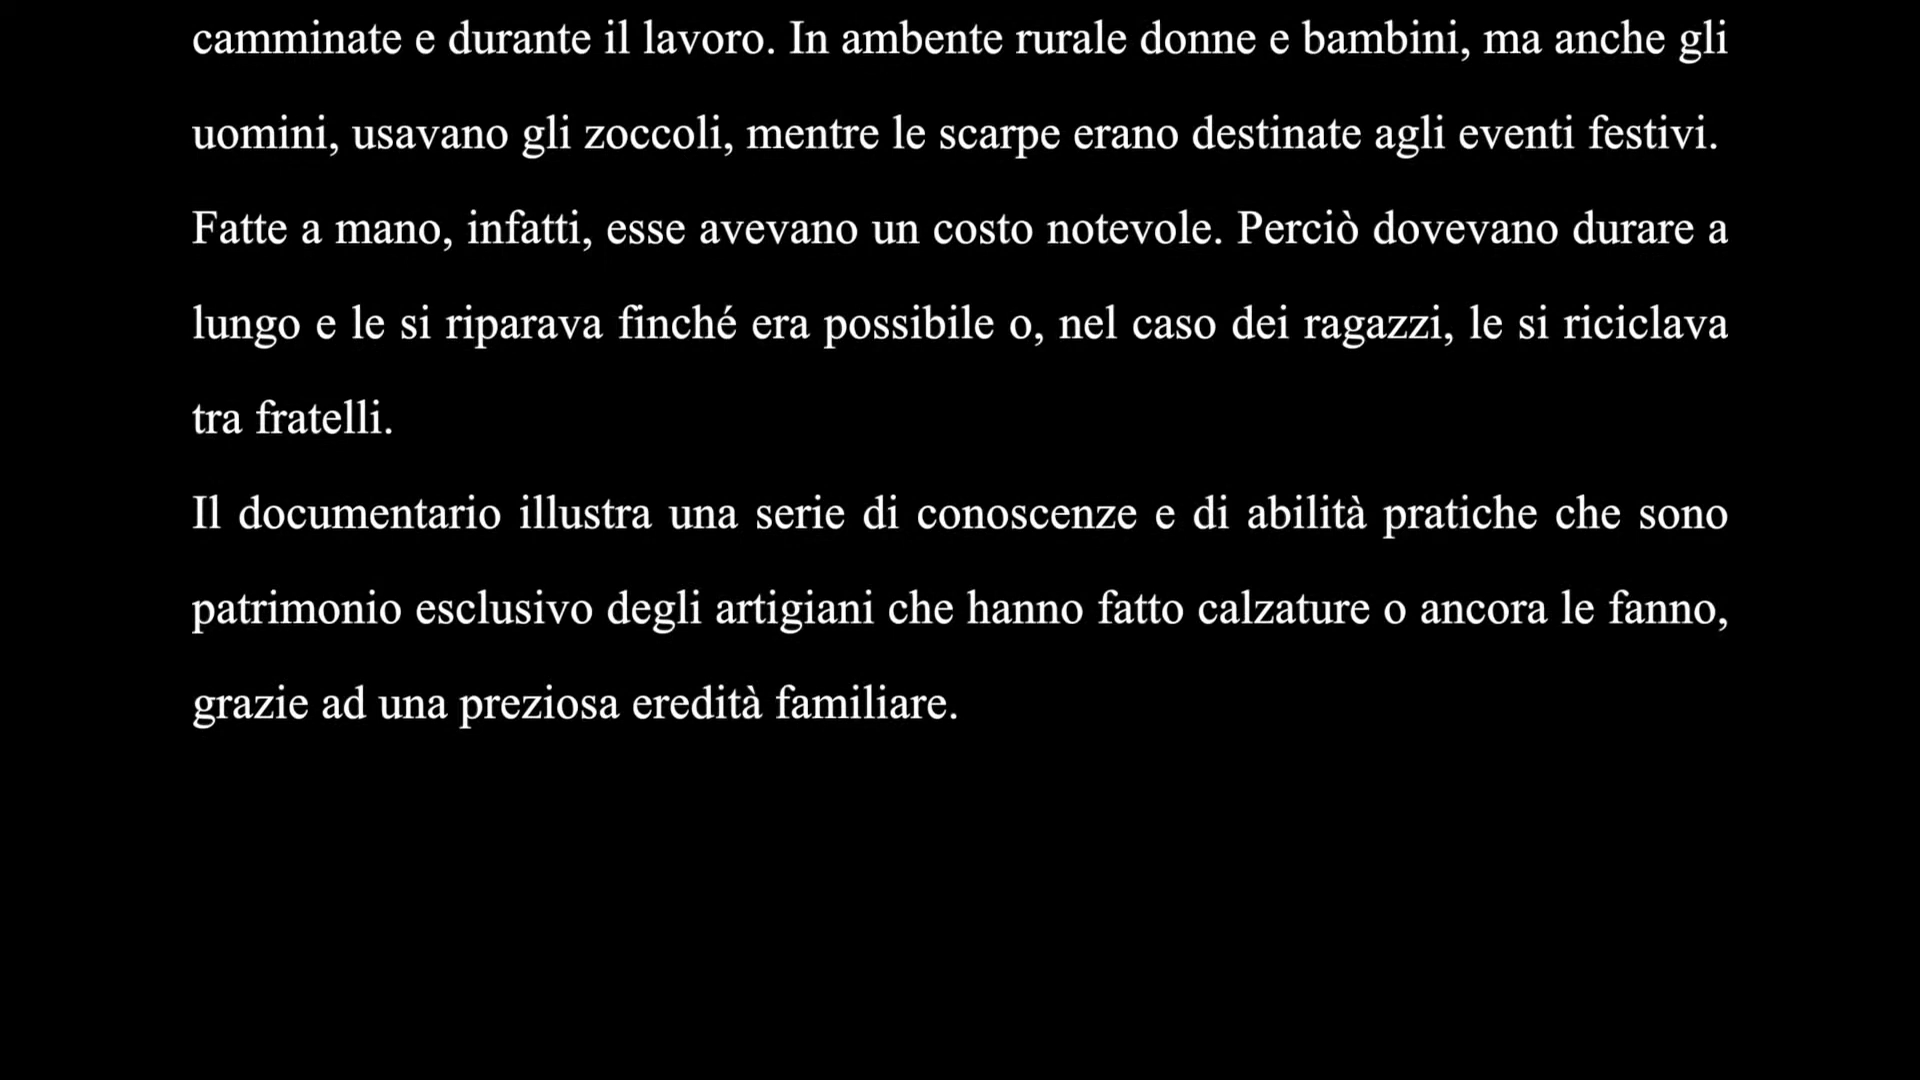 camminate e durante il lavoro. In ambente rurale donne e bambini, ma anche gli
uomini, usavano gli zoccoli, mentre le scarpe erano destinate agli eventi festivi.
Fatte a mano, infatti, esse avevano un costo notevole. Perciò dovevano durare a
lungo e le si riparava finché era possibile o, nel caso dei ragazzi, le si riciclava
tra fratelli.
Il documentario illustra una serie di conoscenze e di abilità pratiche che sono
patrimonio esclusivo degli artigiani che hanno fatto calzature o ancora le fanno,
grazie ad una preziosa eredità familiare.